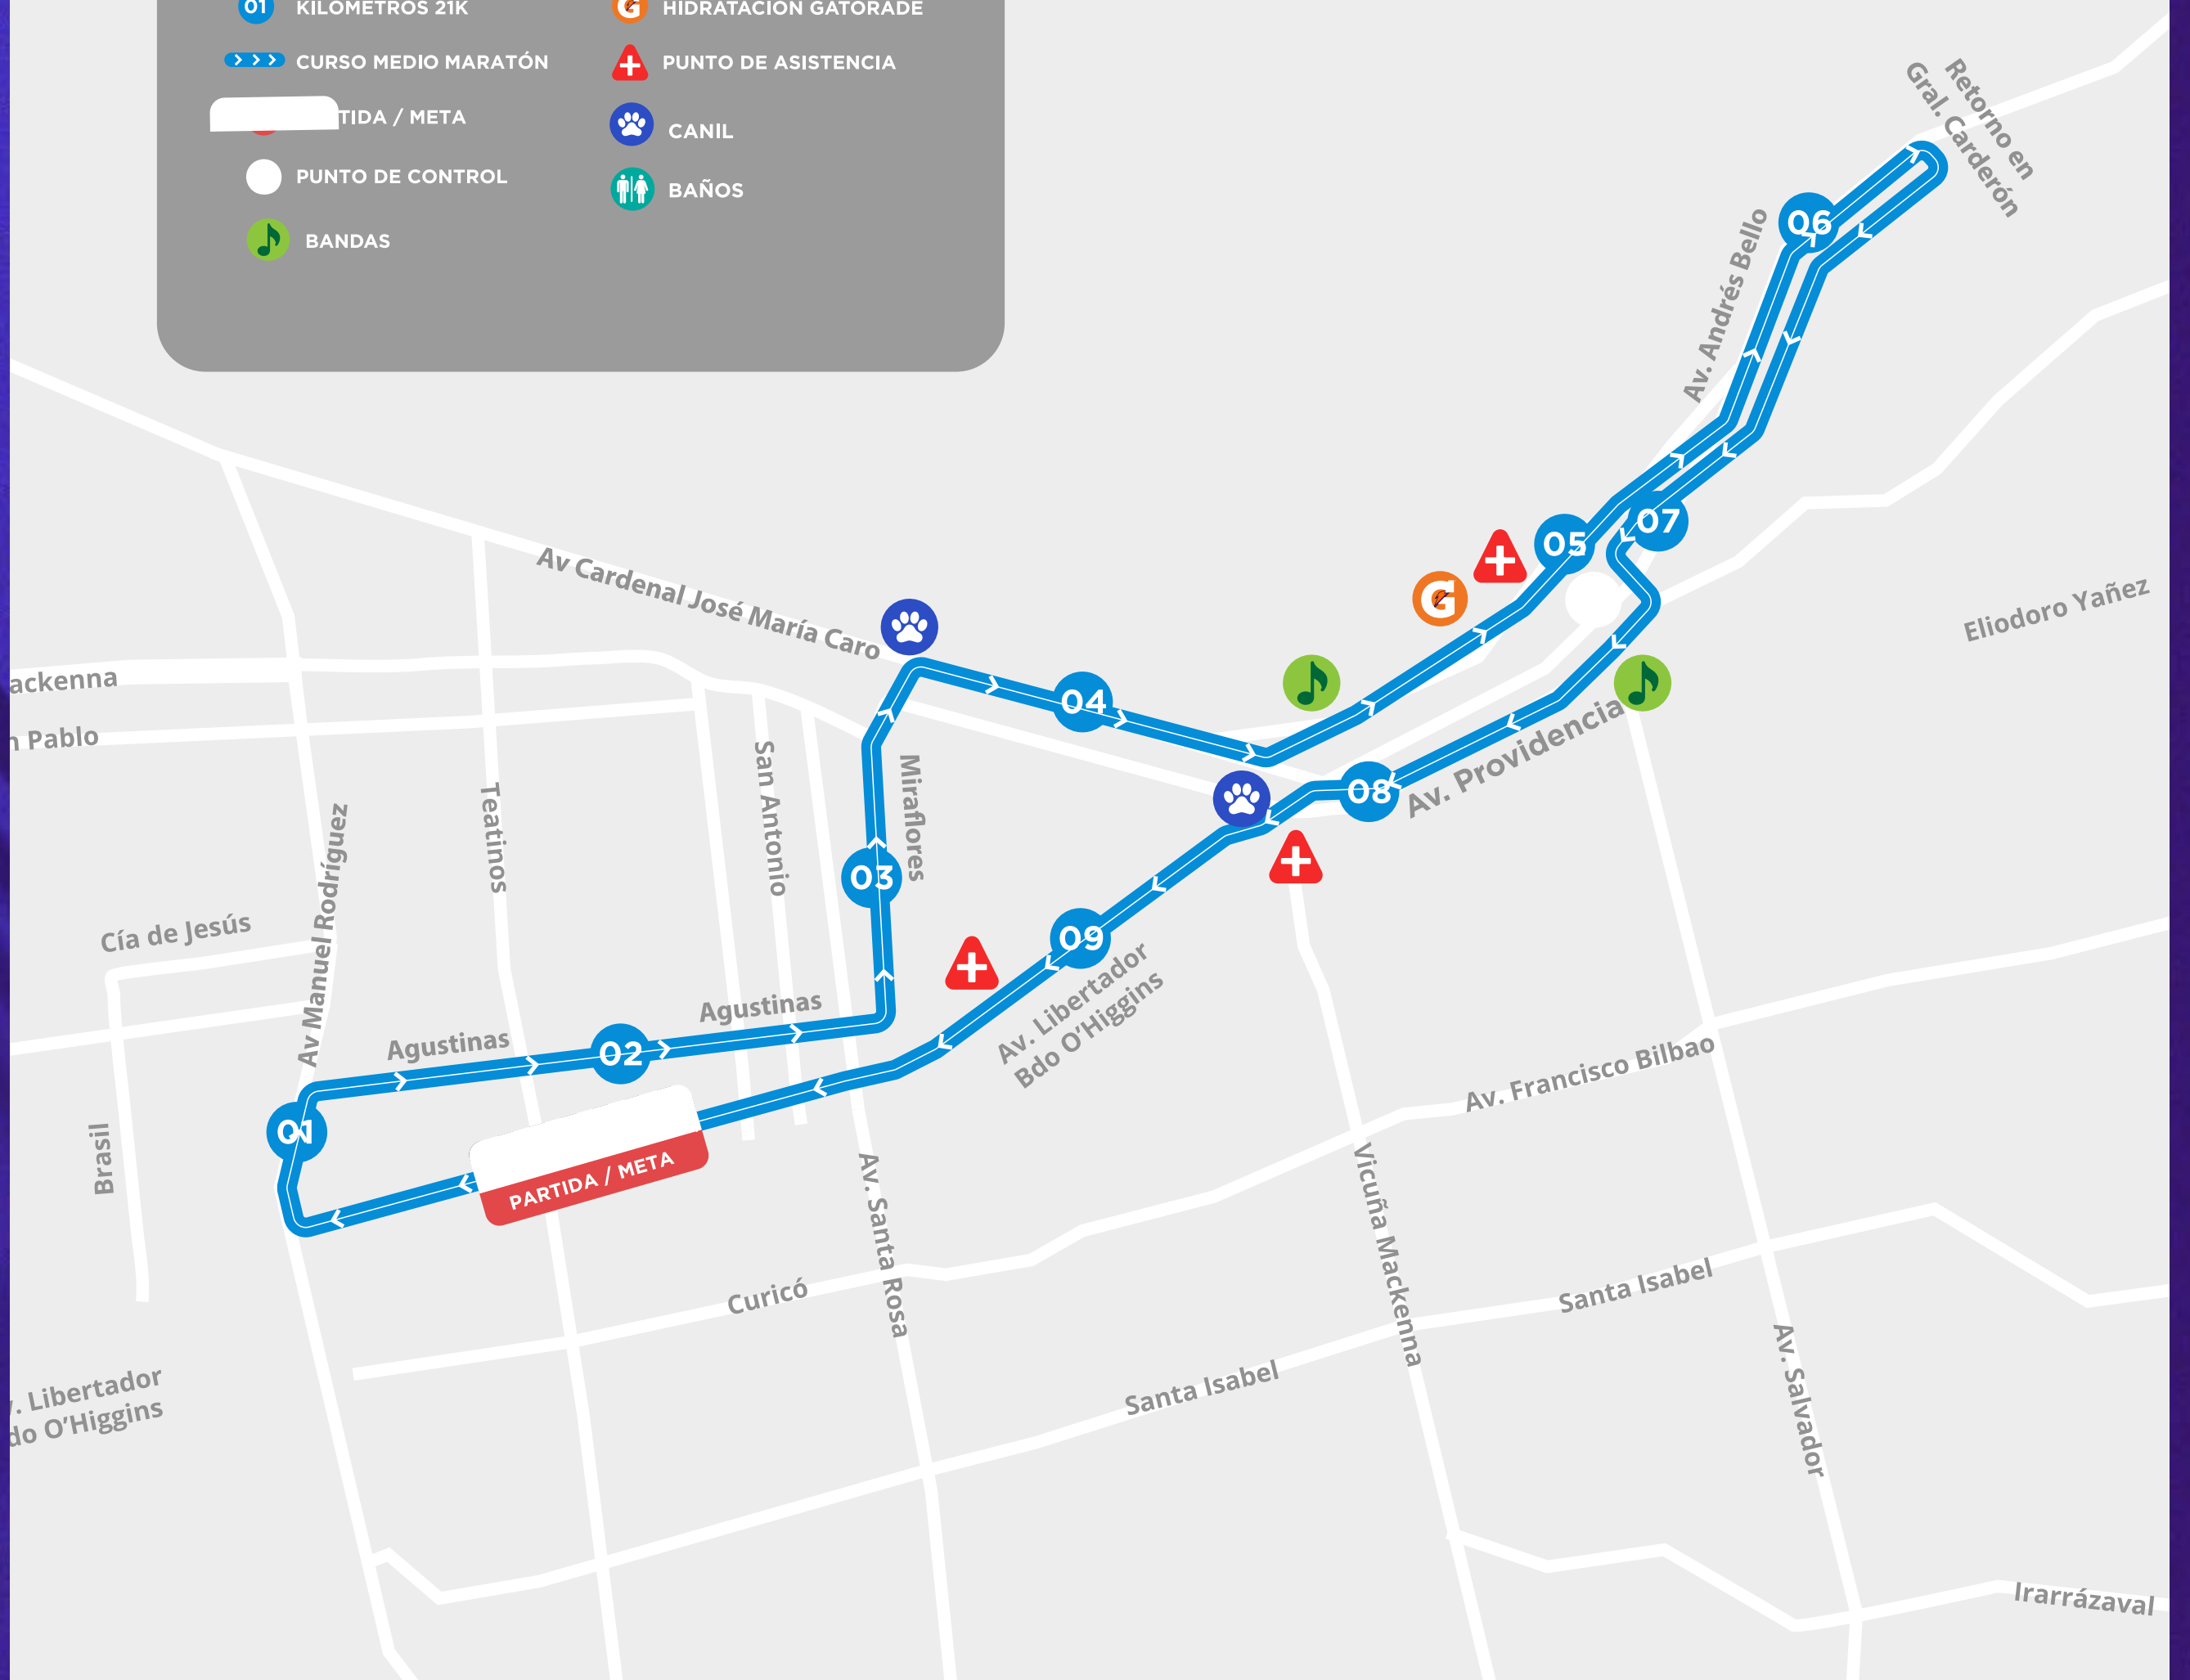 01 KILÓMETROS 21K
HIDRATACIÓN GATORADE
CURSO MEDIO MARATÓN
PUNTO DE ASISTENCIA
TIDA / META
CANIL
PUNTO DE CONTROL
BAÑOS
BANDAS
Retorno en
Gral. Carderón
06
Av. Andrés Bello
07
05
Av Cardenal José María Caro
Eliodoro Yañez
ackenna
04
n Pablo
Av. Providencia
08
San Antonio
Miraflores
Teatinos
03
Av Manuel Rodríguez
Cía de Jesús
09
Av. Libertador
Bdo O'Higgins
Agustinas
Agustinas
02
Av. Francisco Bilbao
01
Brasil
PARTIDA / META
Av. Santa Rosa
Vicuña Mackenna
Curicó
Santa Isabel
Santa Isabel
Av. Salvador
v. Libertador
do O'Higgins
Irarrázaval